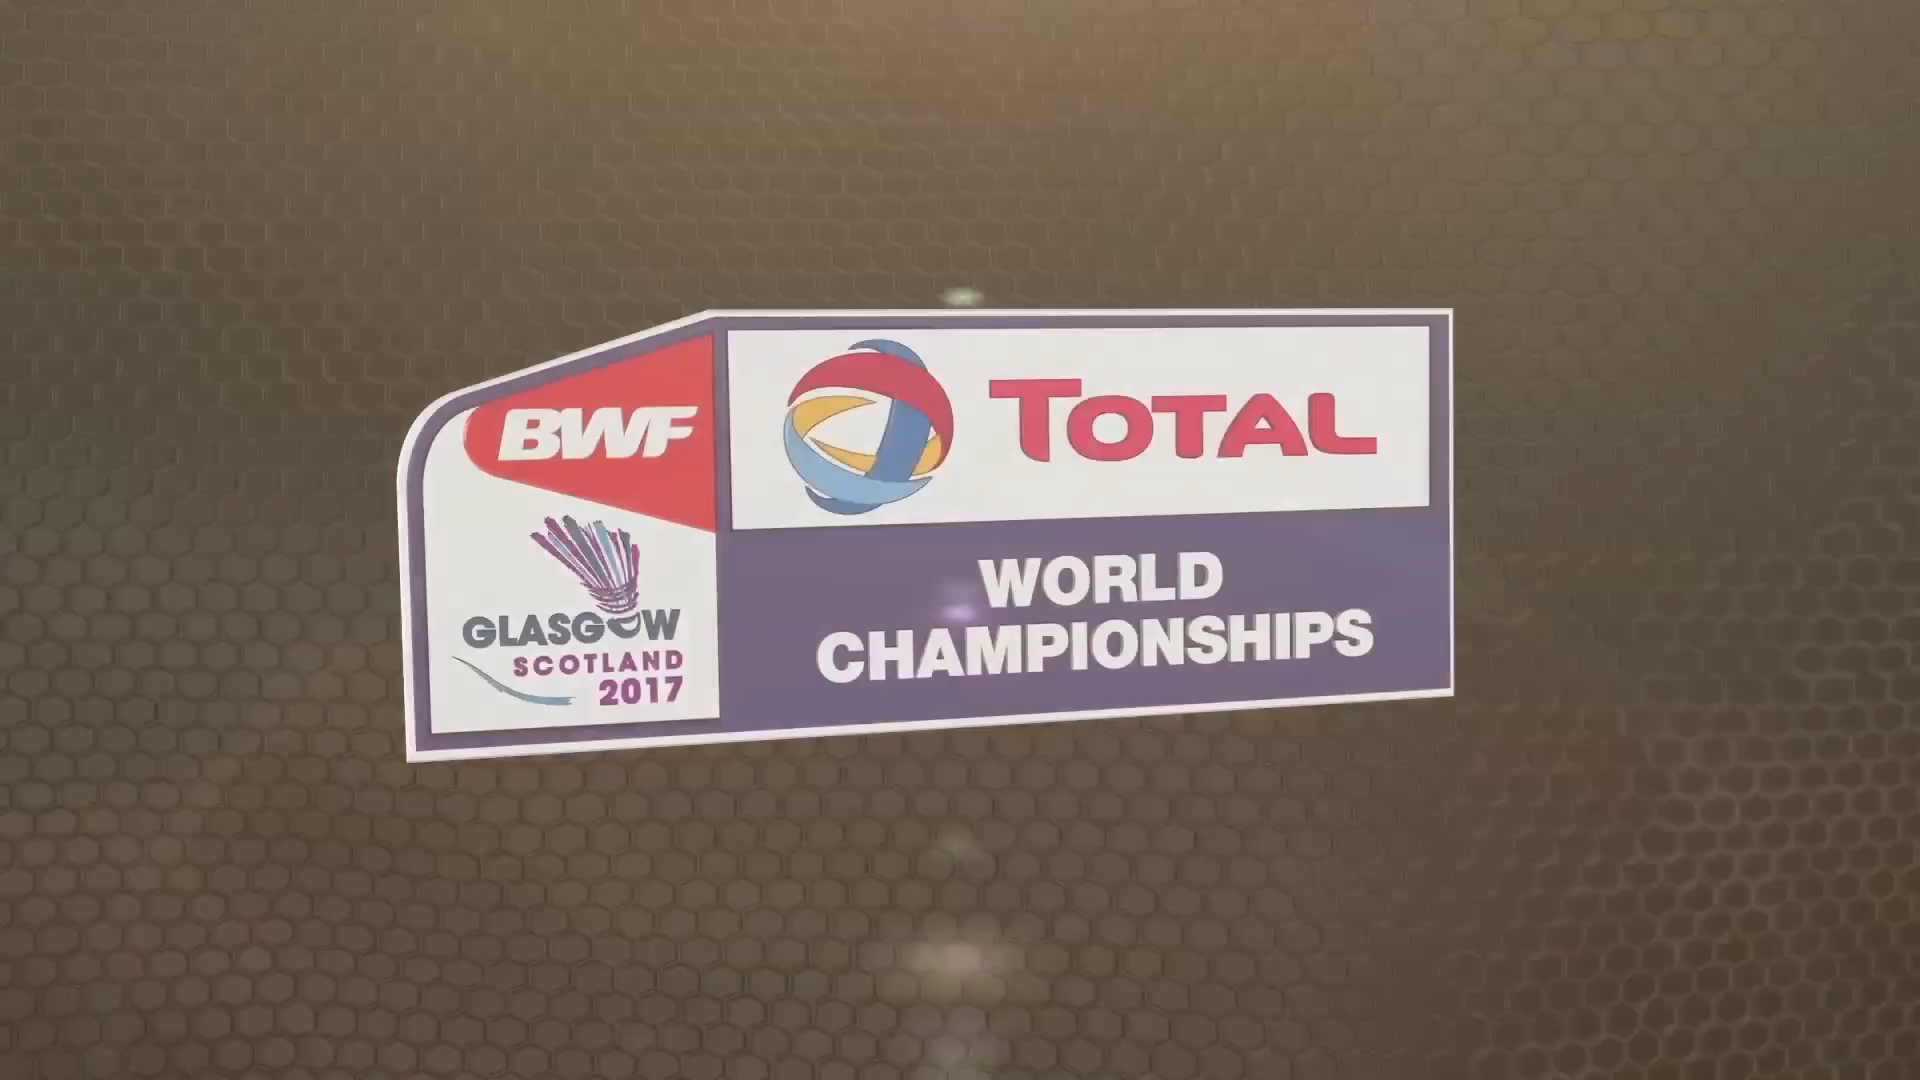 BWF
GLASGOW
SCOTLAND
2017
TOTAL
WORLD
CHAMPIONSHIPS